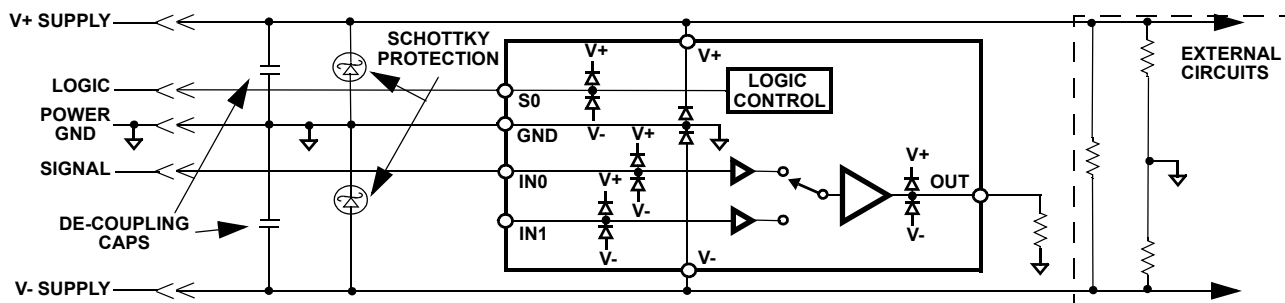 V+ SUPPLY
LOGIC
POWER
GND
SIGNAL
DE-COUPLING
CAPS
V- SUPPLY
SCHOTTKY
PROTECTION
V+
V+
S0
V-
LOGIC
CONTROL
GND
V+
IN0
V-
V+
IN1
V-
V+
OUT
V-
V-
EXTERNAL
CIRCUITS